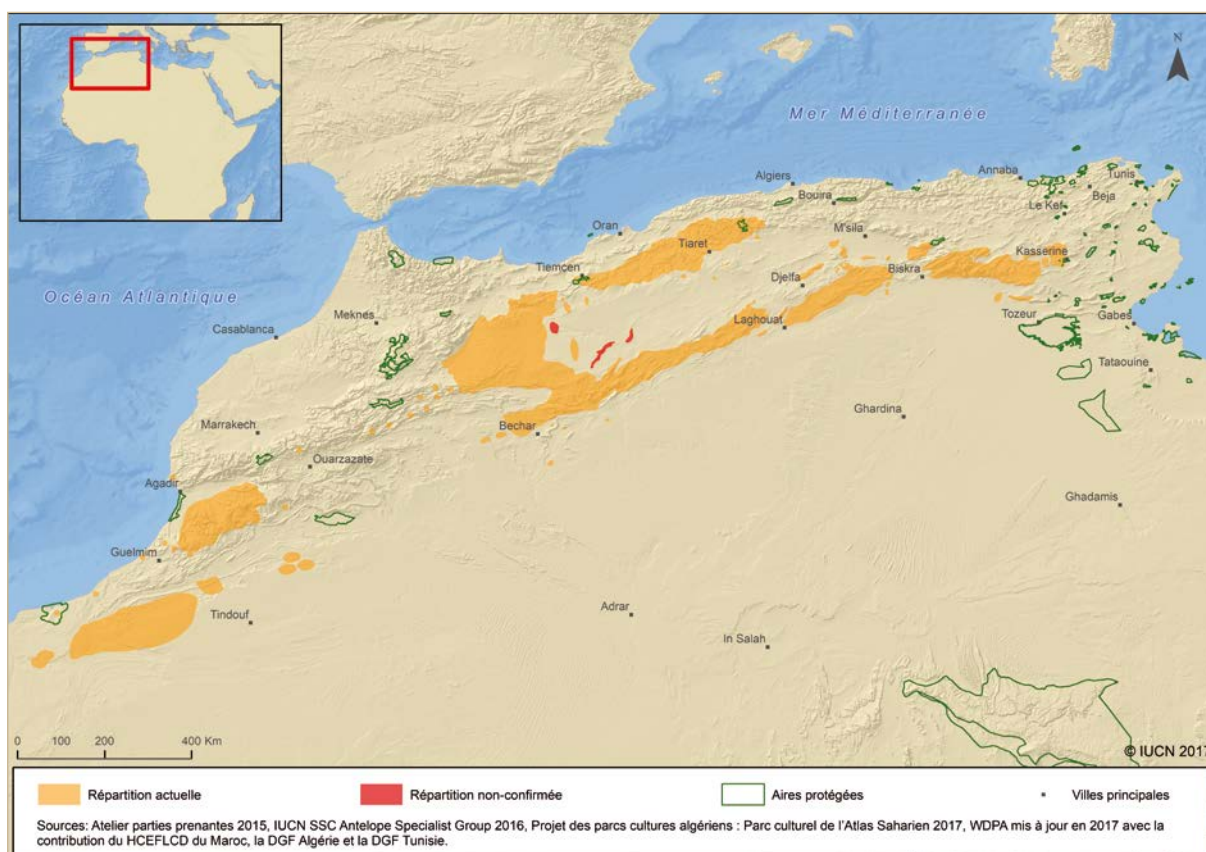 N
Mer Méditerranée
Annaba
Tunis
Algiers
Bouira
Beja
Le Kef
Oran
M'sila
Tiaret
Kasserine
Tiemçen
Djelfa
Biskra
Océan Atlantique
Meknes
Casablanca
Laghouat
Tozeur
Gabes
Tataouine
Marrakech
Bechar
Ghardina
Ouarzazate
Agadir
Ghadamis
Guelmim
Tindouf
Adrar
In Salah
0 100 200 400 Km
© IUCN 2017
Répartition actuelle
Répartition non-confirmée
Aires protégées
Villes principales
Sources: Atelier parties prenantes 2015, IUCN SSC Antelope Specialist Group 2016, Projet des parcs cultures algériens : Parc culturel de l'Atlas Saharien 2017, WDPA mis à jour en 2017 avec la
contribution du HCEFLCD du Maroc, la DGF Algérie et la DGF Tunisie.